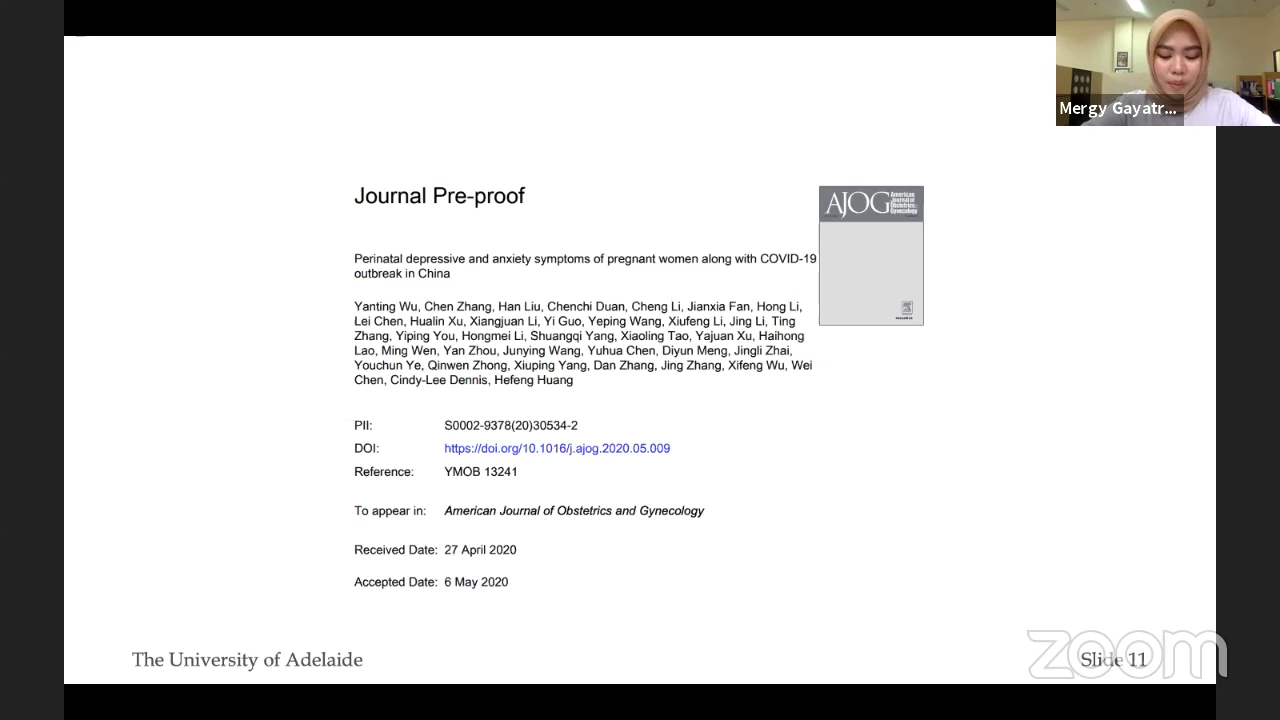 Mergy Gayatr...
Journal Pre-proof
AJOG American
Journal of
Obstetrics &
Gynecology
Perinatal depressive and anxiety symptoms of pregnant women along with COVID-19
outbreak in China
Yanting Wu, Chen Zhang, Han Liu, Chenchi Duan, Cheng Li, Jianxia Fan, Hong Li,
Lei Chen, Hualin Xu, Xiangjuan Li, Yi Guo, Yeping Wang, Xiufeng Li, Jing Li, Ting
Zhang, Yiping You, Hongmei Li, Shuangqi Yang, Xiaoling Tao, Yajuan Xu, Haihong
Lao, Ming Wen, Yan Zhou, Junying Wang, Yuhua Chen, Diyun Meng, Jingli Zhai,
Youchun Ye, Qinwen Zhong, Xiuping Yang, Dan Zhang, Jing Zhang, Xifeng Wu, Wei
Chen, Cindy-Lee Dennis, Hefeng Huang
PII: S0002-9378(20)30534-2
DOI: https://doi.org/10.1016/j.ajog.2020.05.009
Reference: YMOB 13241
To appear in: American Journal of Obstetrics and Gynecology
Received Date: 27 April 2020
Accepted Date: 6 May 2020
The University of Adelaide
Slide 11
zoom